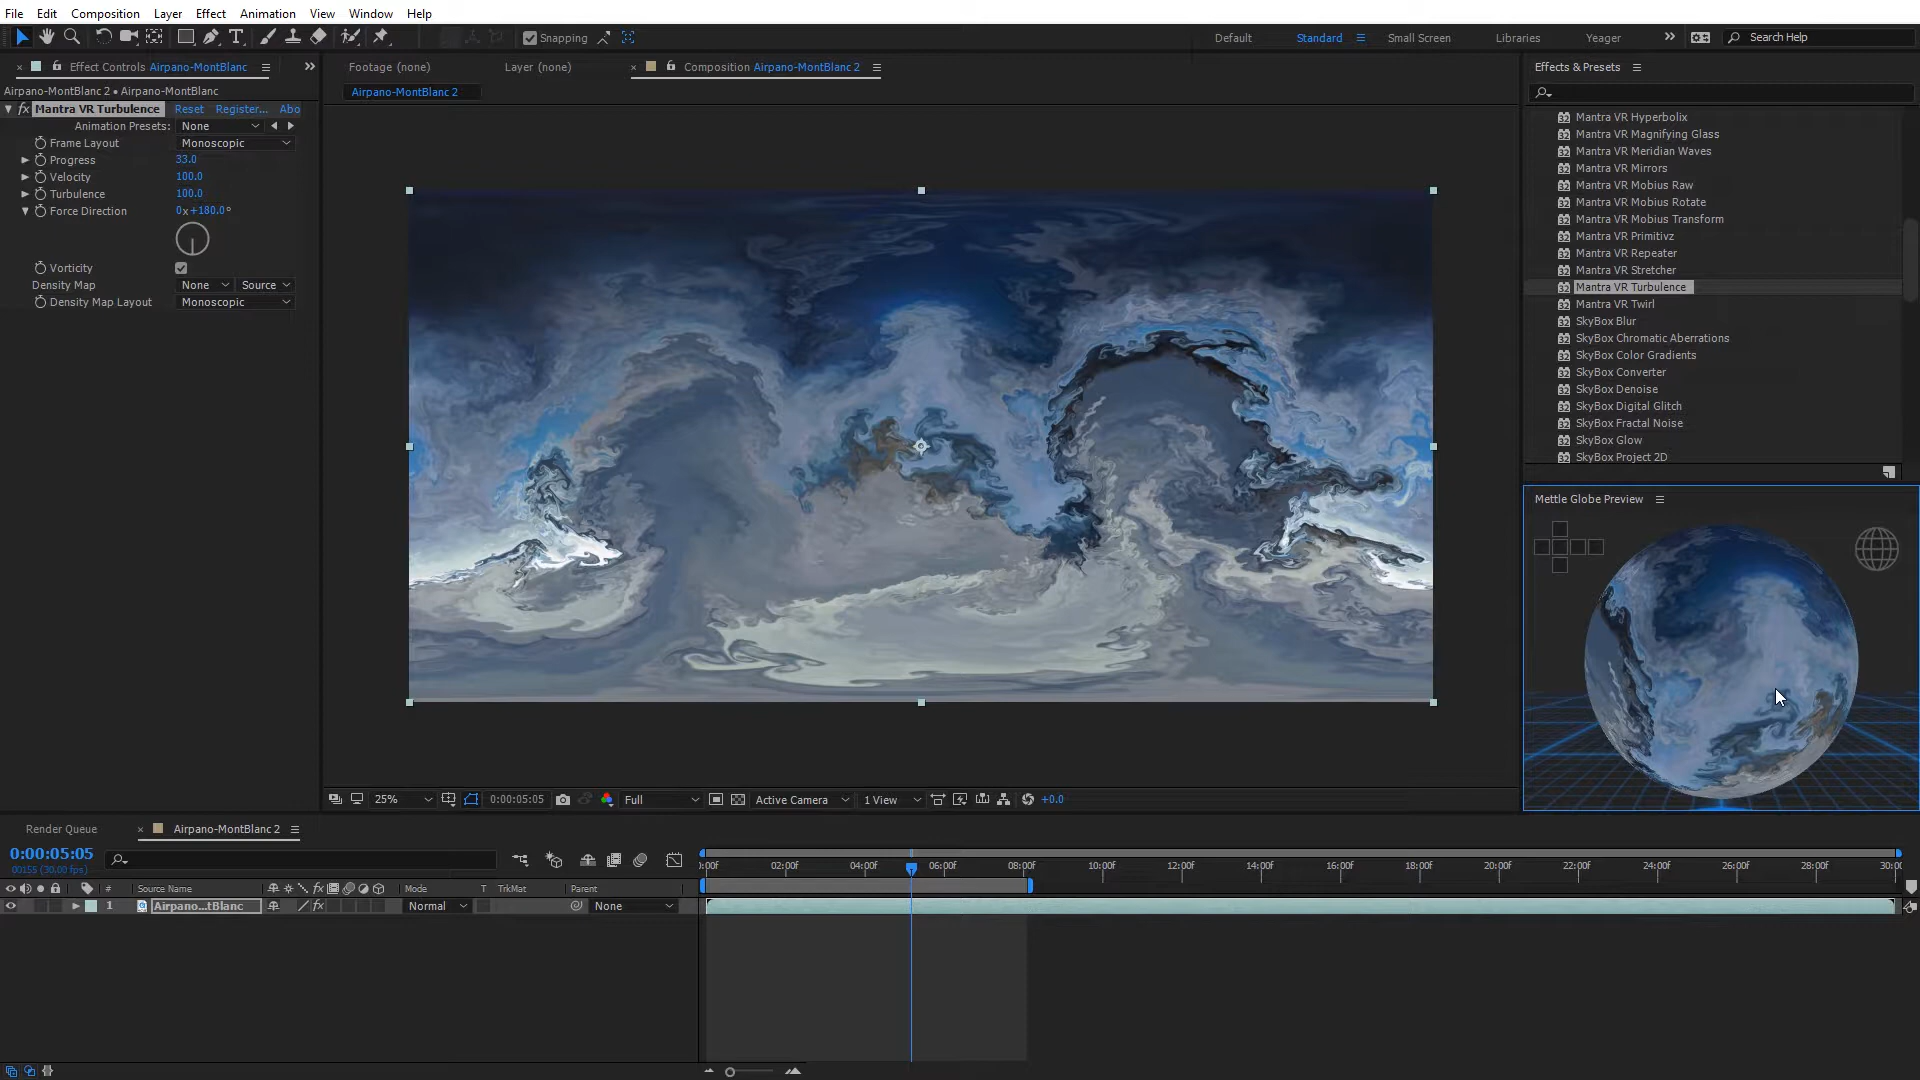 File Edit Composition Layer Effect Animation View Window Help
Snapping
Default Standard Small Screen Libraries Yeager Search Help
Effect Controls Airpano-MontBlanc
Footage (none) Layer (none) Composition Airpano-MontBlanc 2
Effects & Presets
Airpano-MontBlanc 2 • Airpano-MontBlanc
Airpano-MontBlanc 2
fx Mantra VR Turbulence Reset Register... Abo
Animation Presets: None
Frame Layout Monoscopic
Progress 33.0
Velocity 100.0
Turbulence 100.0
Force Direction 0x+180.0°
Vorticity
Density Map None Source
Density Map Layout Monoscopic
Mantra VR Hyperbolix
Mantra VR Magnifying Glass
Mantra VR Meridian Waves
Mantra VR Mirrors
Mantra VR Mobius Raw
Mantra VR Mobius Rotate
Mantra VR Mobius Transform
Mantra VR Primitivz
Mantra VR Repeater
Mantra VR Stretcher
Mantra VR Turbulence
Mantra VR Twirl
SkyBox Blur
SkyBox Chromatic Aberrations
SkyBox Color Gradients
SkyBox Converter
SkyBox Denoise
SkyBox Digital Glitch
SkyBox Fractal Noise
SkyBox Glow
SkyBox Project 2D
Mettle Globe Preview
25% 0:00:05:05 Full Active Camera 1 View +0.0
Render Queue Airpano-MontBlanc 2
0:00:05:05
00155 (30.00 fps)
:00f 02:00f 04:00f 06:00f 08:00f 10:00f 12:00f 14:00f 16:00f 18:00f 20:00f 22:00f 24:00f 26:00f 28:00f 30:0
# Source Name fx Mode T TrkMat Parent
1 Airpano...tBlanc fx Normal None